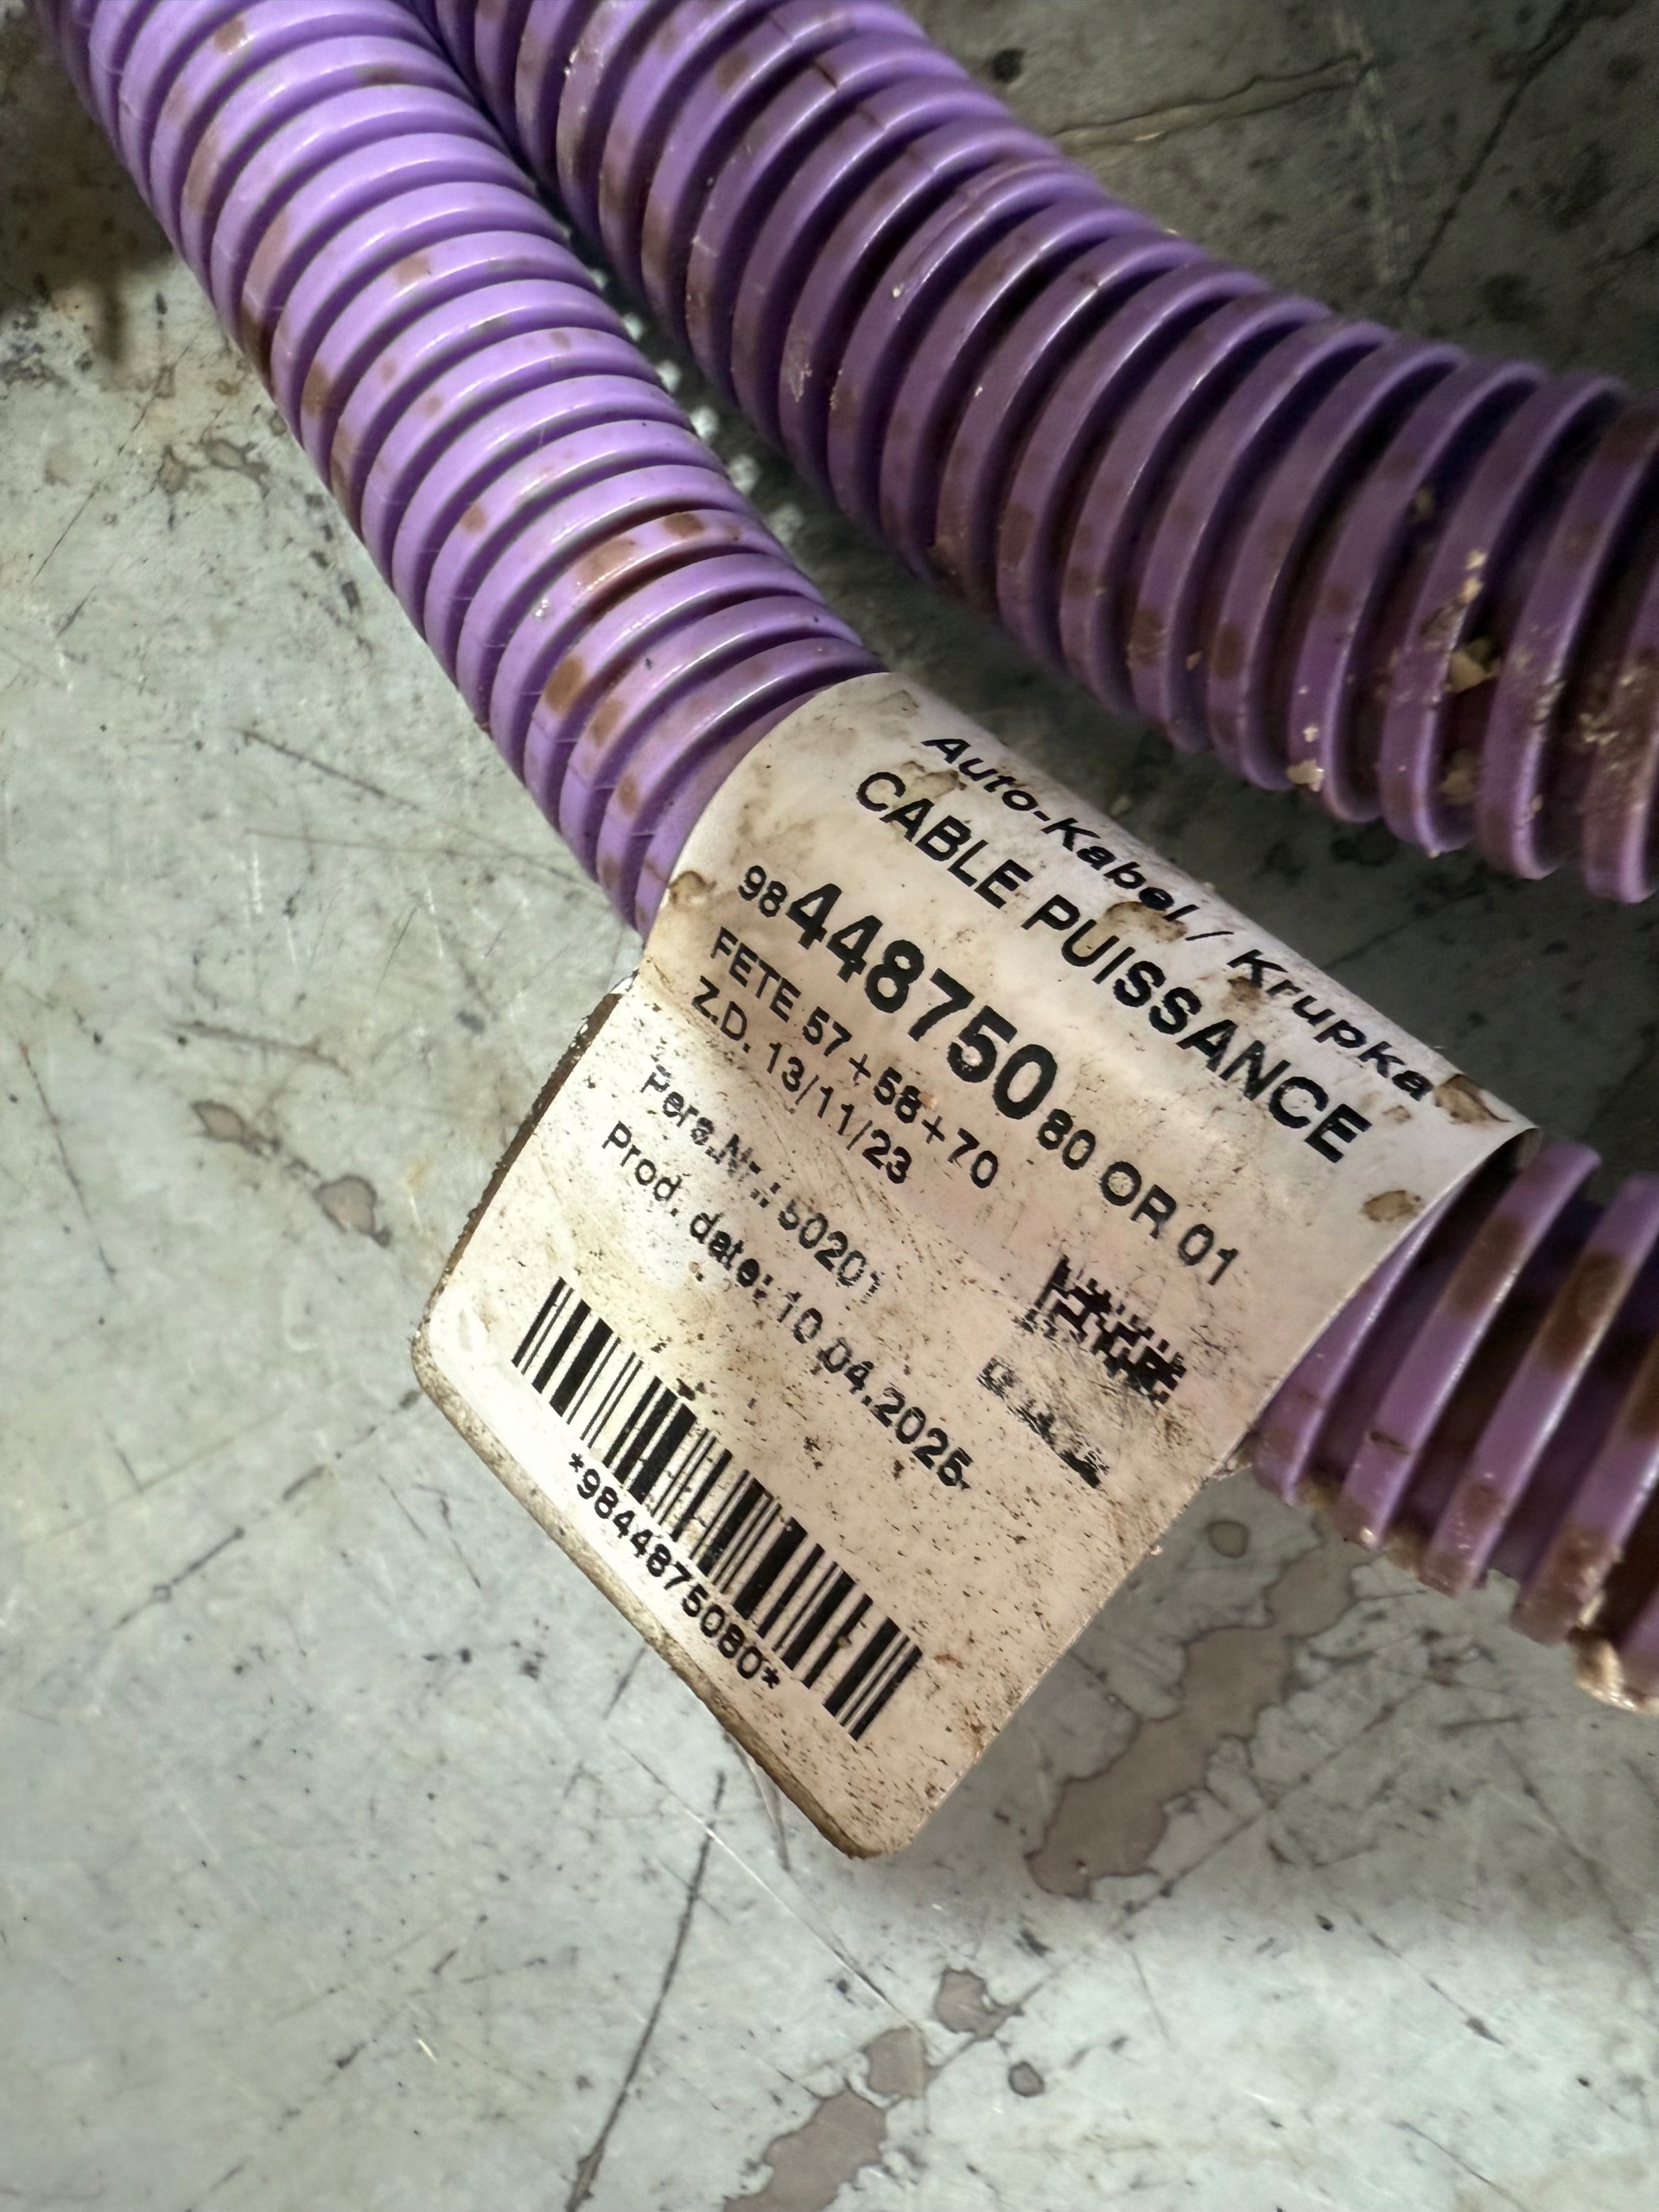 Auto-Kabel / Krupka
CABLE PUISSANCE
98448750 80 OR 01
FETE 57+58+70
Z.D. 13/11/23
Pers.Nr.: 50201
Prod. date: 10.04.2025
*9844875080*